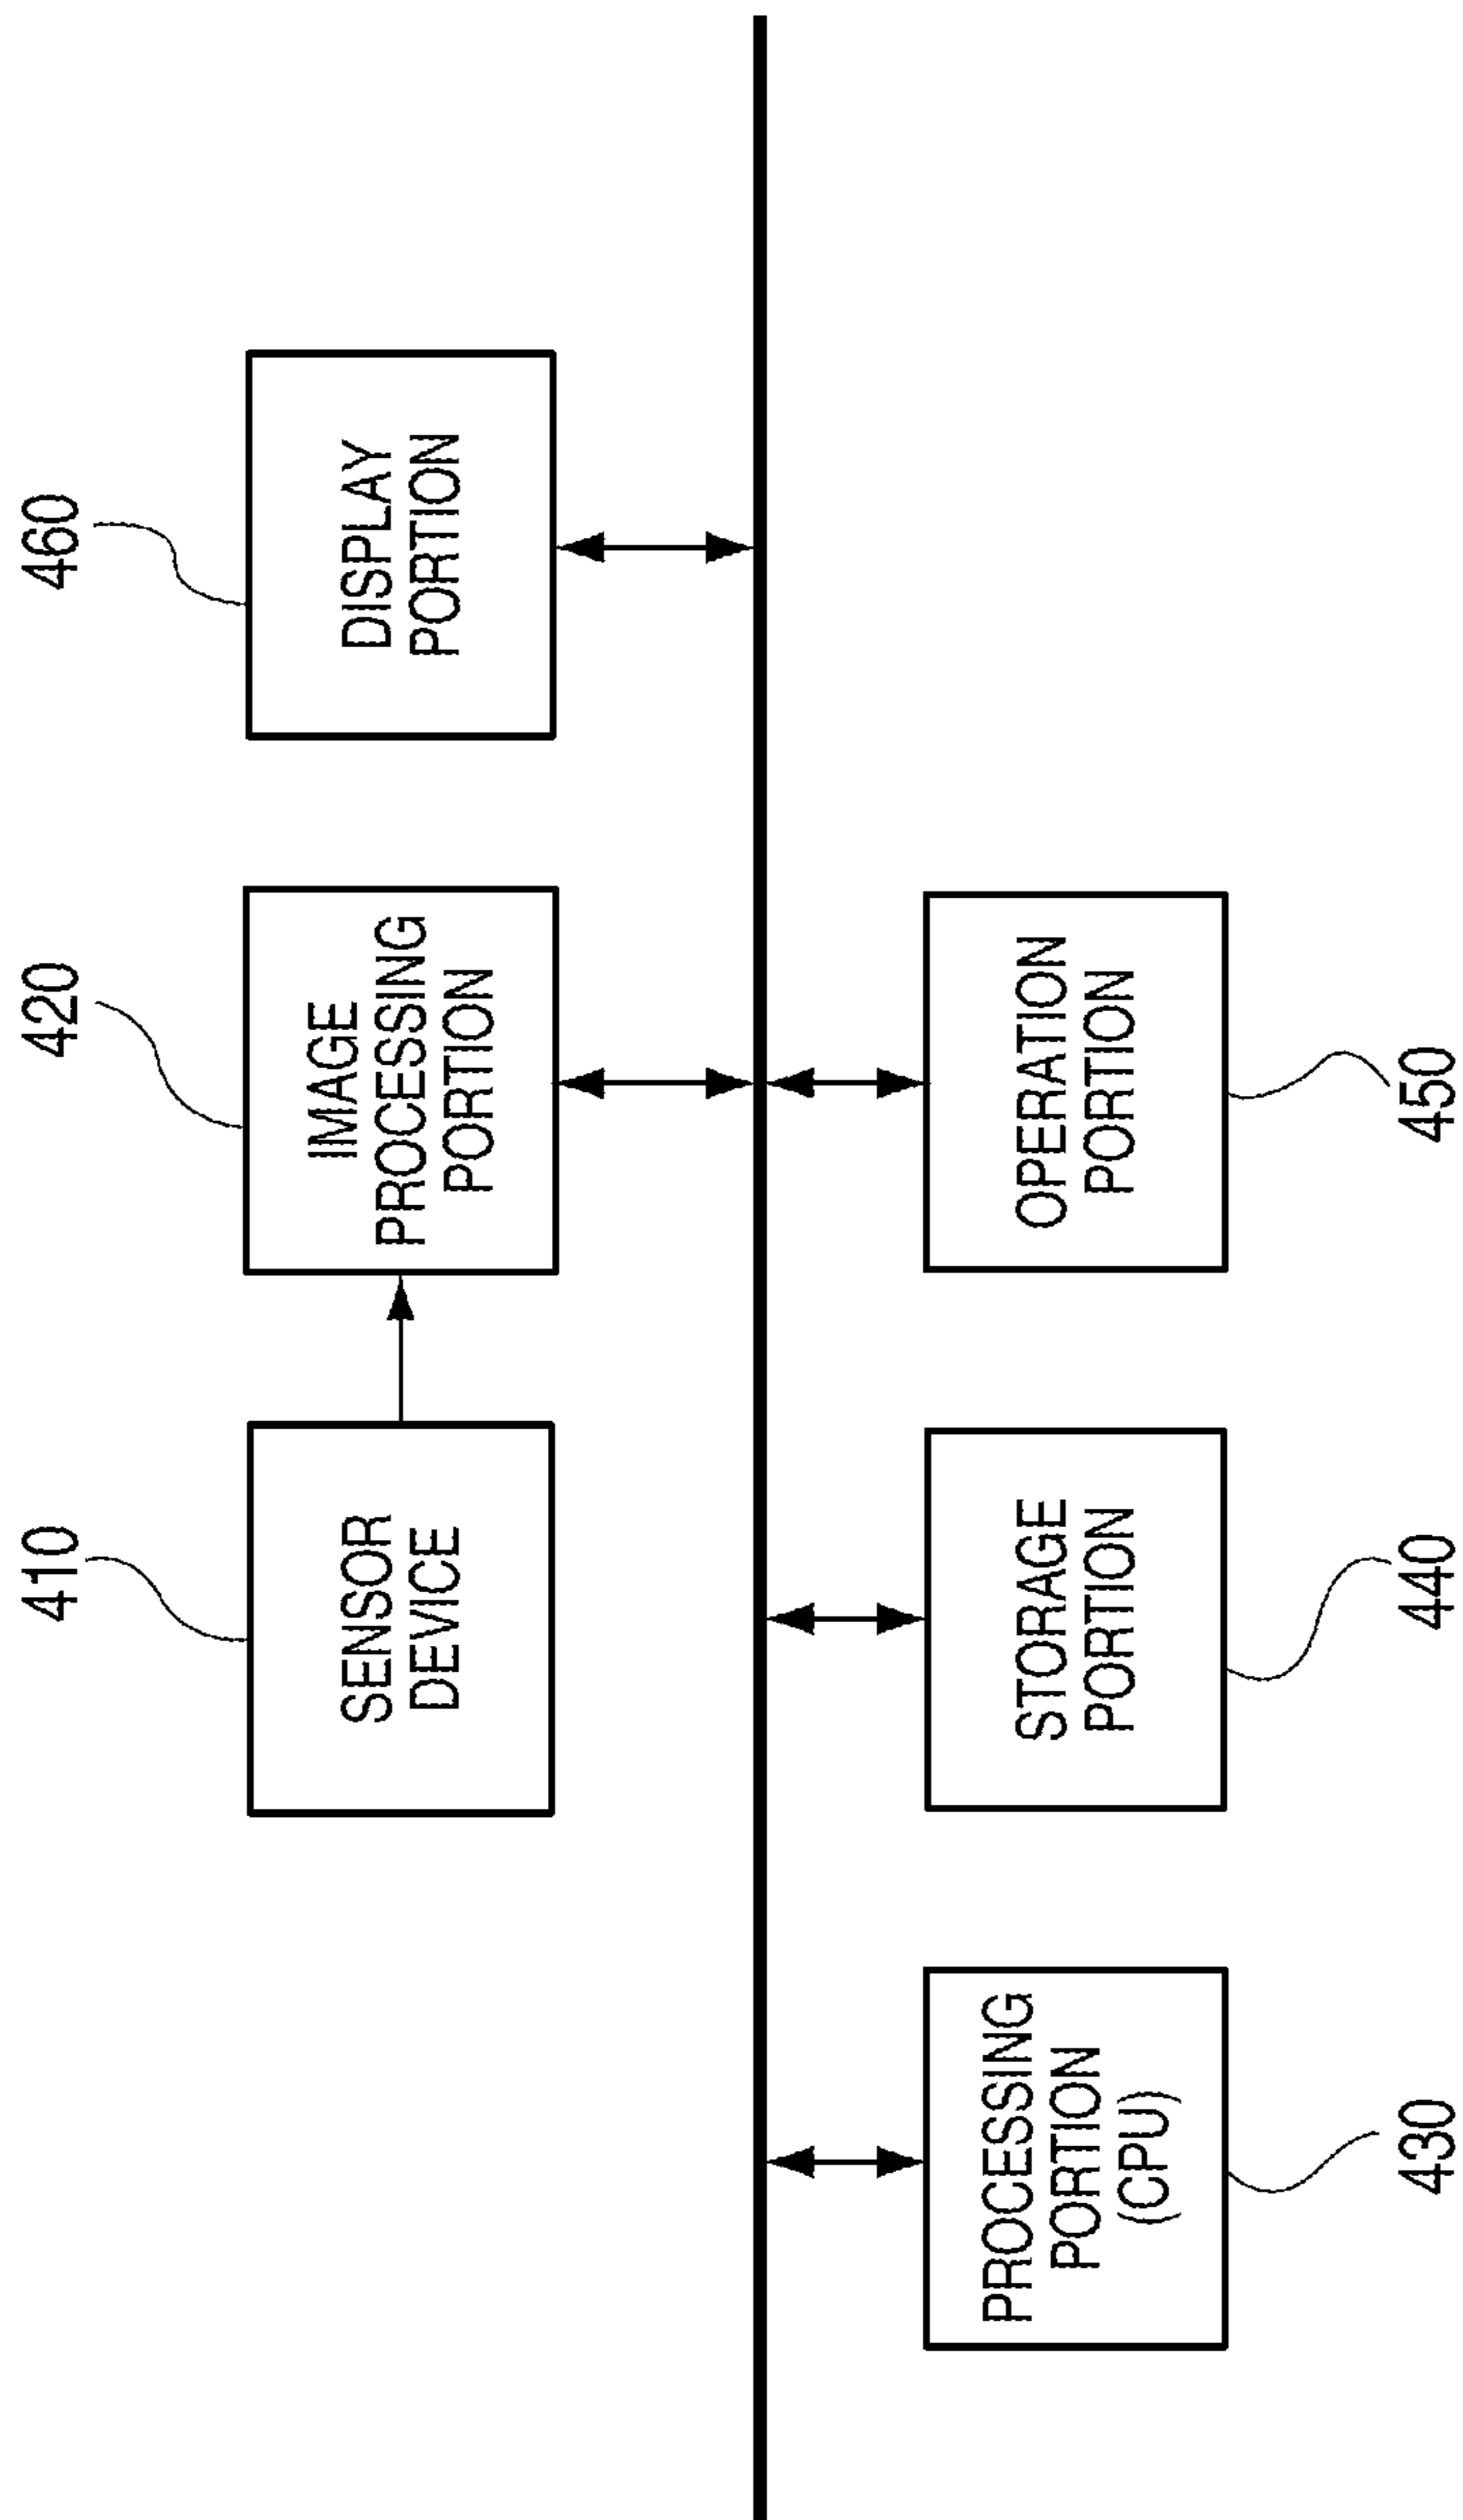 410
420
460
SENSOR
DEVICE
IMAGE
PROCESSING
PORTION
DISPLAY
PORTION
PROCESSING
PORTION
(CPU)
STORAGE
PORTION
OPERATION
PORTION
430
440
450